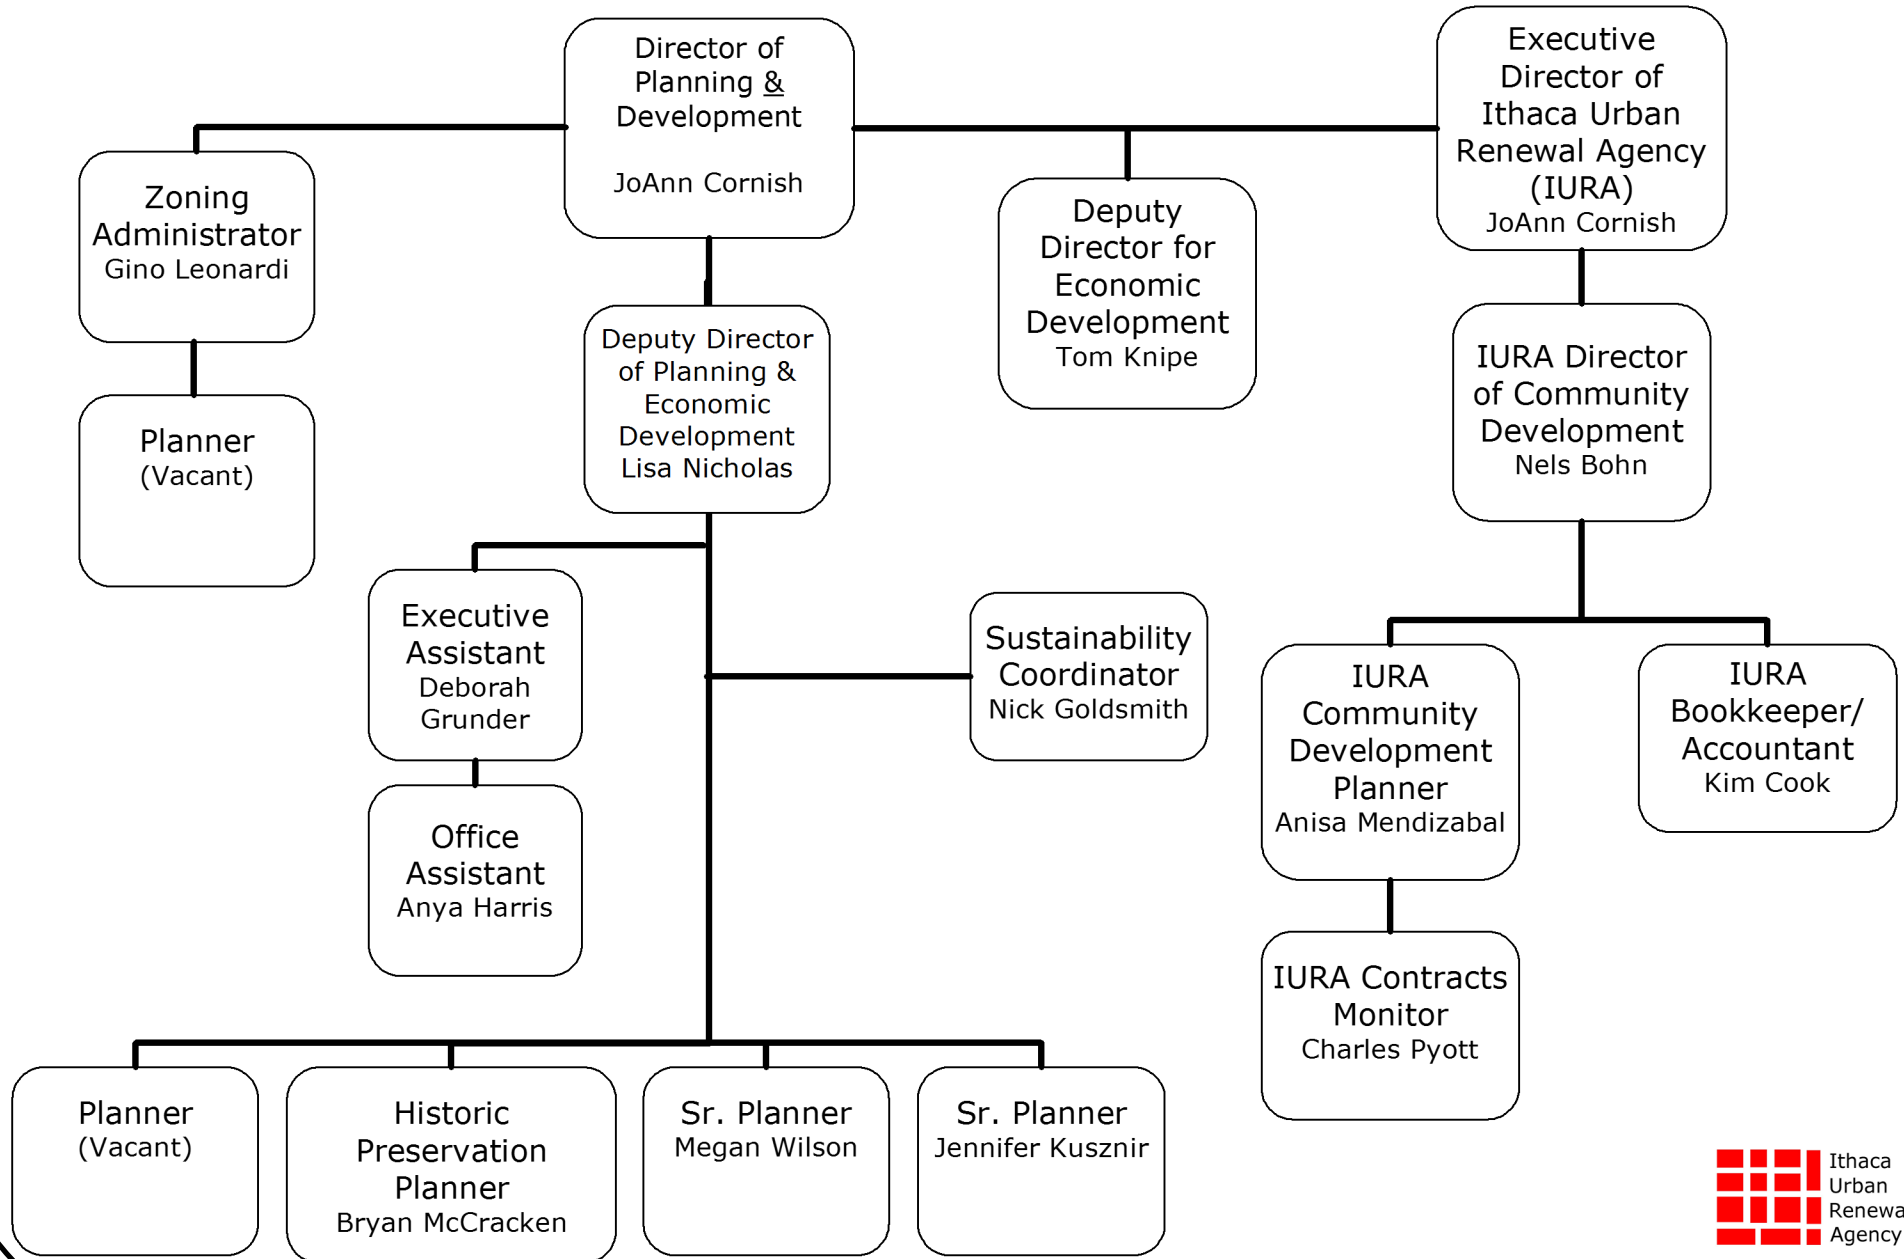 Director of
Planning &
Development
JoAnn Cornish
Executive
Director of
Ithaca Urban
Renewal Agency
(IURA)
JoAnn Cornish
Zoning
Administrator
Gino Leonardi
Deputy
Director for
Economic
Development
Tom Knipe
Deputy Director
of Planning &
Economic
Development
Lisa Nicholas
IURA Director
of Community
Development
Nels Bohn
Planner
(Vacant)
Executive
Assistant
Deborah
Grunder
Sustainability
Coordinator
Nick Goldsmith
IURA
Community
Development
Planner
Anisa Mendizabal
IURA
Bookkeeper/
Accountant
Kim Cook
Office
Assistant
Anya Harris
IURA Contracts
Monitor
Charles Pyott
Planner
(Vacant)
Historic
Preservation
Planner
Bryan McCracken
Sr. Planner
Megan Wilson
Sr. Planner
Jennifer Kusznir
Ithaca
Urban
Renewa
Agency